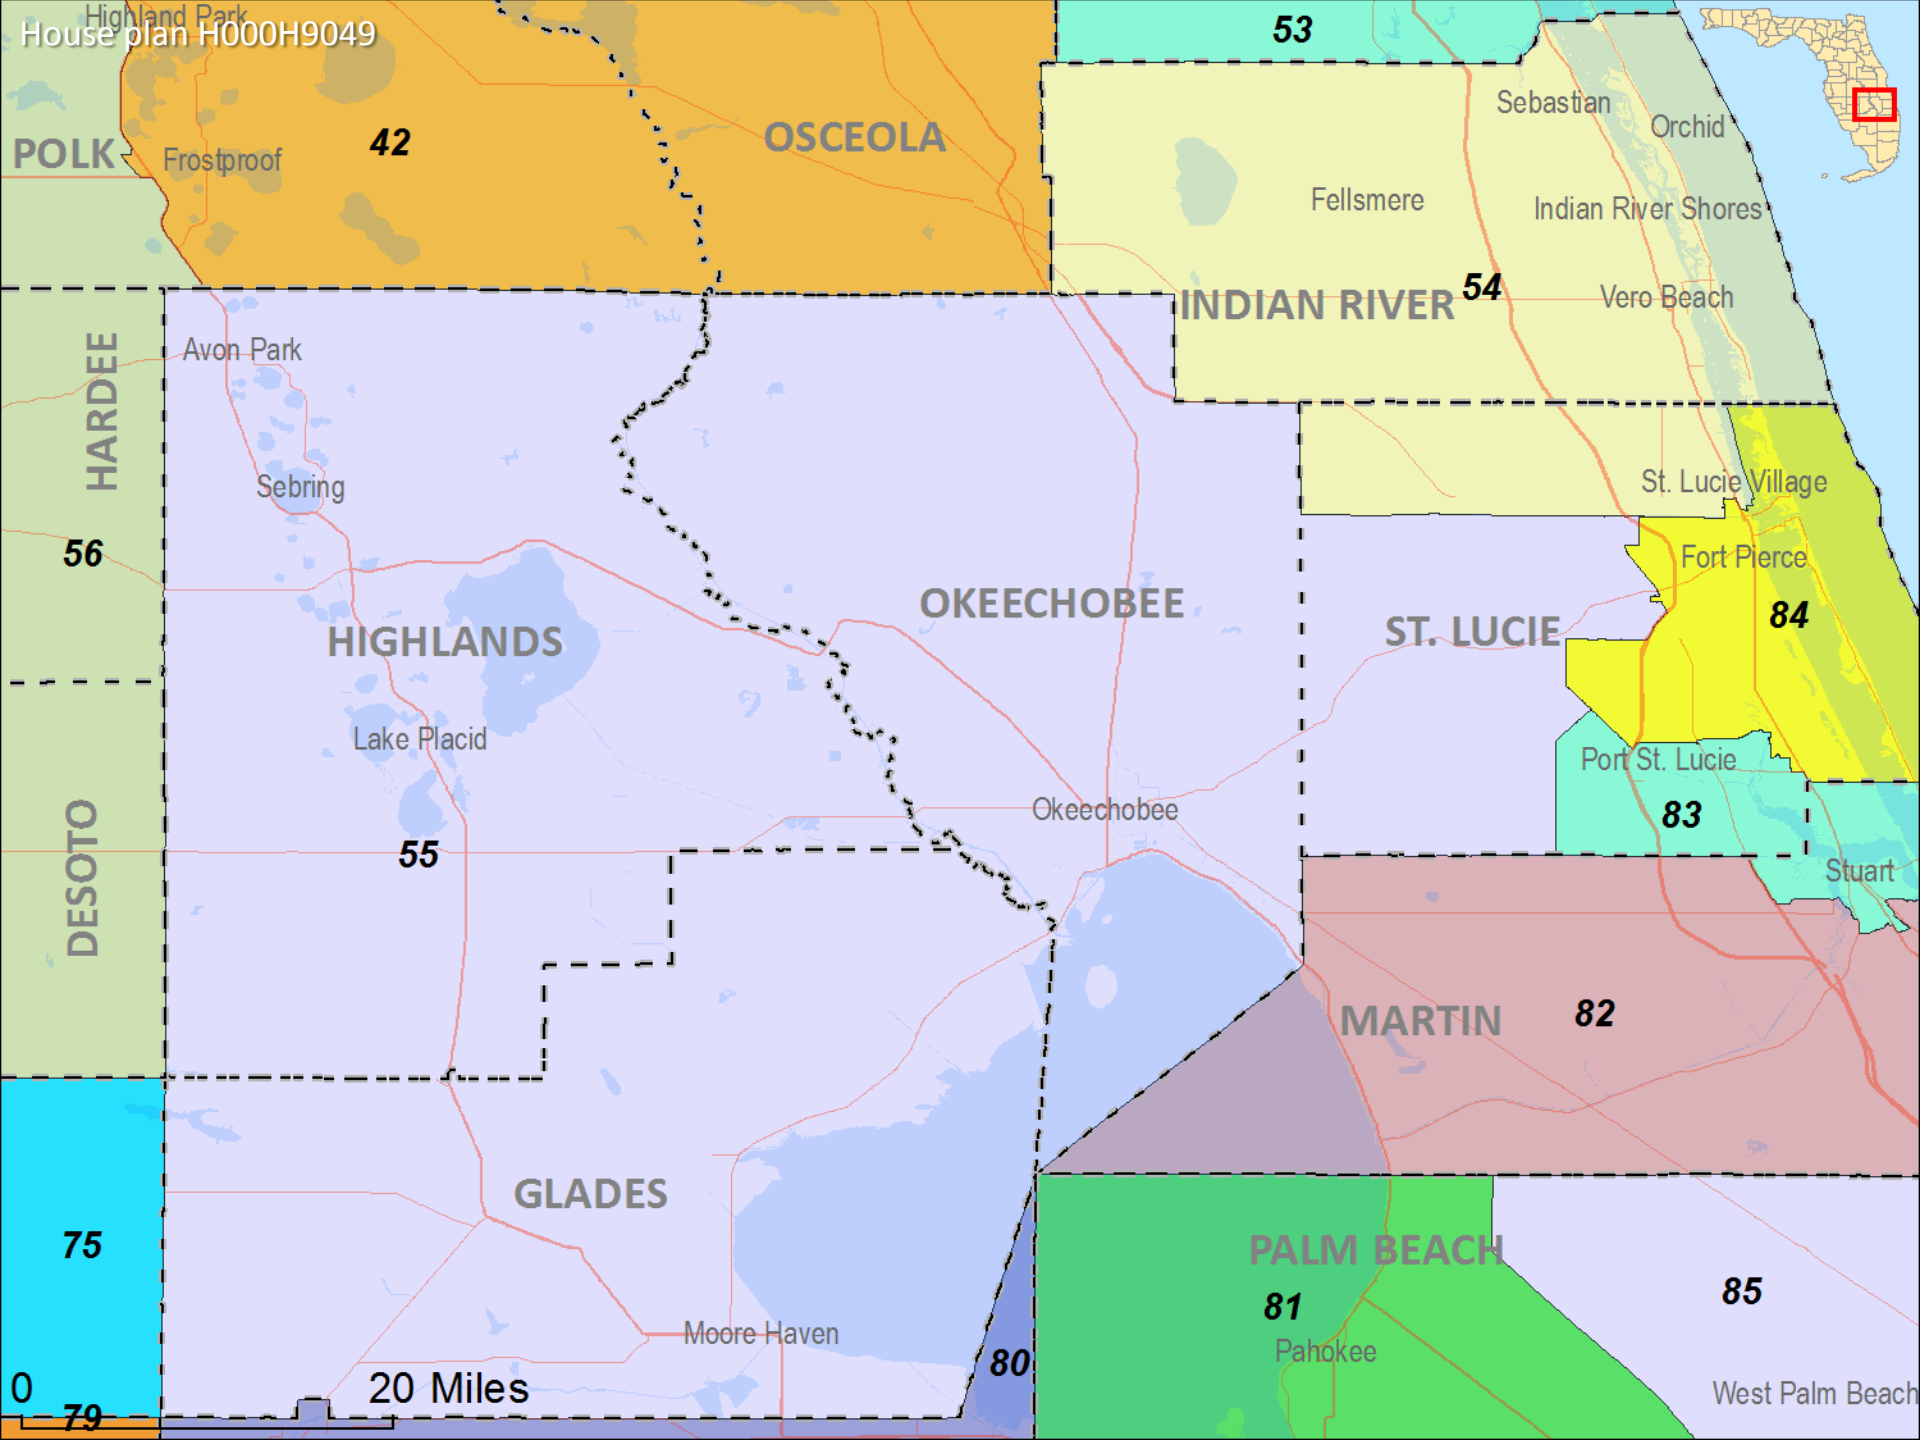 Highland Park
House plan H000H9049
53
Sebastian
Orchid
42
OSCEOLA
POLK
Frostproof
Fellsmere
Indian River Shores
54
INDIAN RIVER
Vero Beach
HARDEE
Avon Park
Sebring
St. Lucie Village
56
Fort Pierce
OKEECHOBEE
84
ST. LUCIE
HIGHLANDS
Lake Placid
Port St. Lucie
Okeechobee
83
DESOTO
55
Stuart
MARTIN
82
GLADES
75
PALM BEACH
85
81
Moore Haven
Pahokee
80
0
20 Miles
West Palm Beach
79